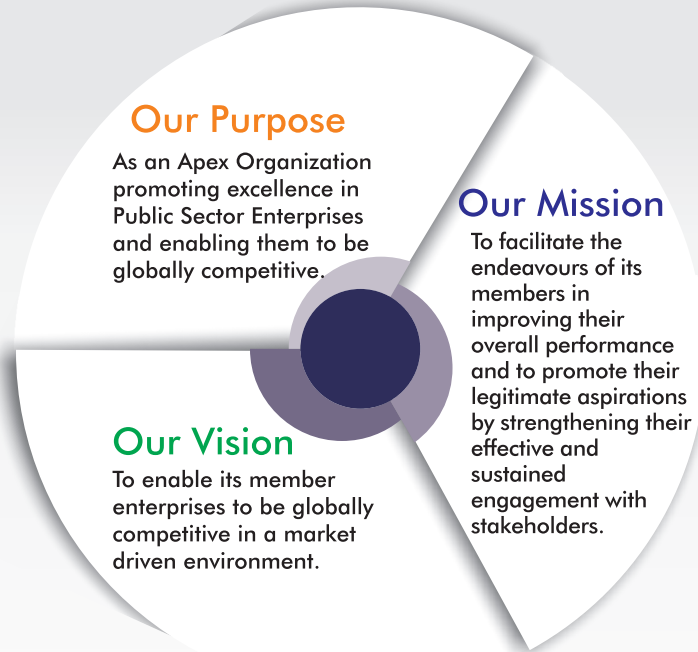 Our Purpose
As an Apex Organization
promoting excellence in
Public Sector Enterprises
and enabling them to be
globally competitive.
Our Mission
To facilitate the
endeavours of its
members in
improving their
overall performance
and to promote their
legitimate aspirations
by strengthening their
effective and
sustained
engagement with
stakeholders.
Our Vision
To enable its member
enterprises to be globally
competitive in a market
driven environment.